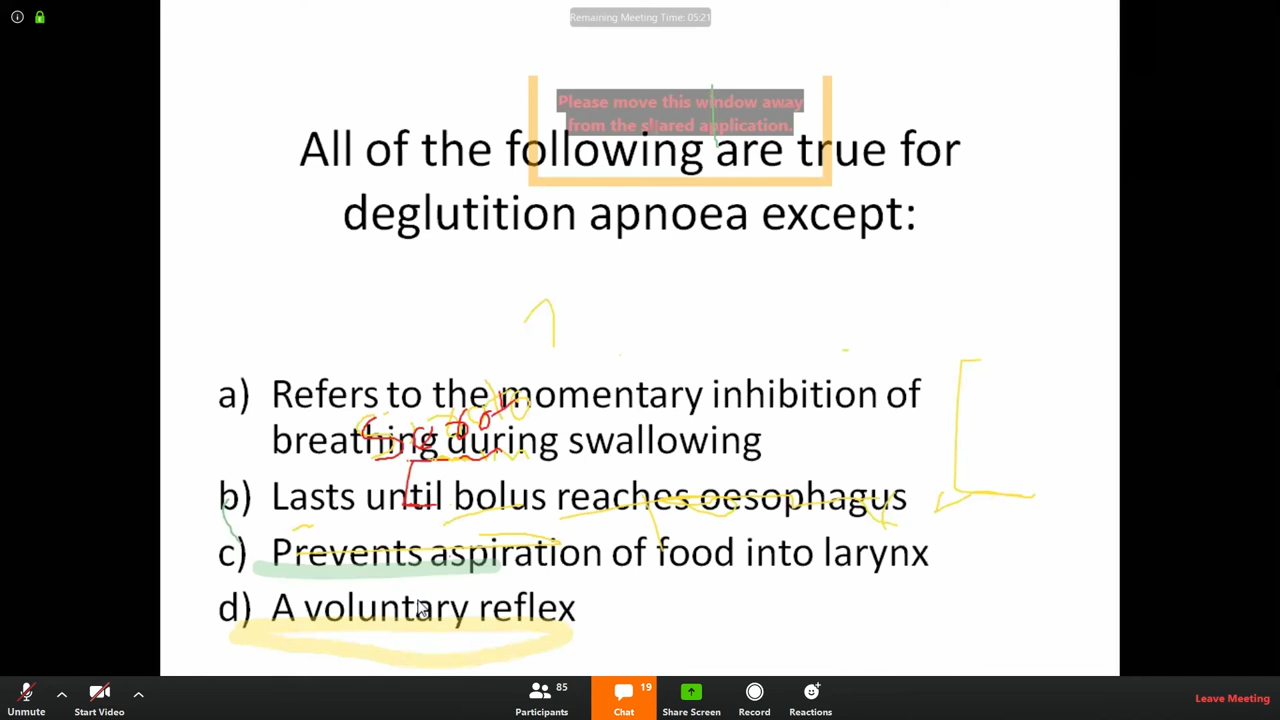 Remaining Meeting Time: 05:21
Please move this window away
from the shared application.
All of the following are true for
deglutition apnoea except:
a) Refers to the momentary inhibition of
breathing during swallowing
b) Lasts until bolus reaches oesophagus
c) Prevents aspiration of food into larynx
d) A voluntary reflex
Unmute
Start Video
85
Participants
19
Chat
Share Screen
Record
Reactions
Leave Meeting